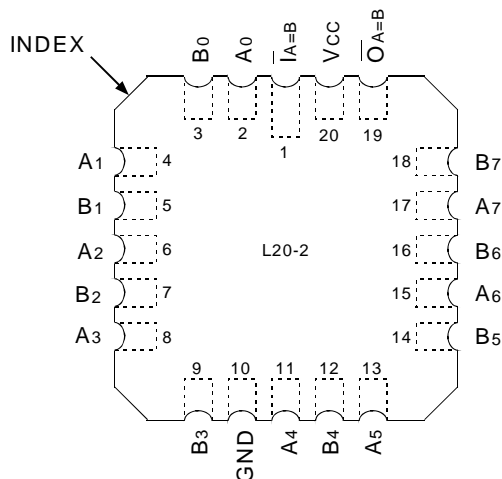 INDEX
B0 A0 I̅A=B VCC O̅A=B
3 2 1 20 19
A1 4 18 B7
B1 5 17 A7
A2 6 L20-2 16 B6
B2 7 15 A6
A3 8 14 B5
9 10 11 12 13
B3 GND A4 B4 A5